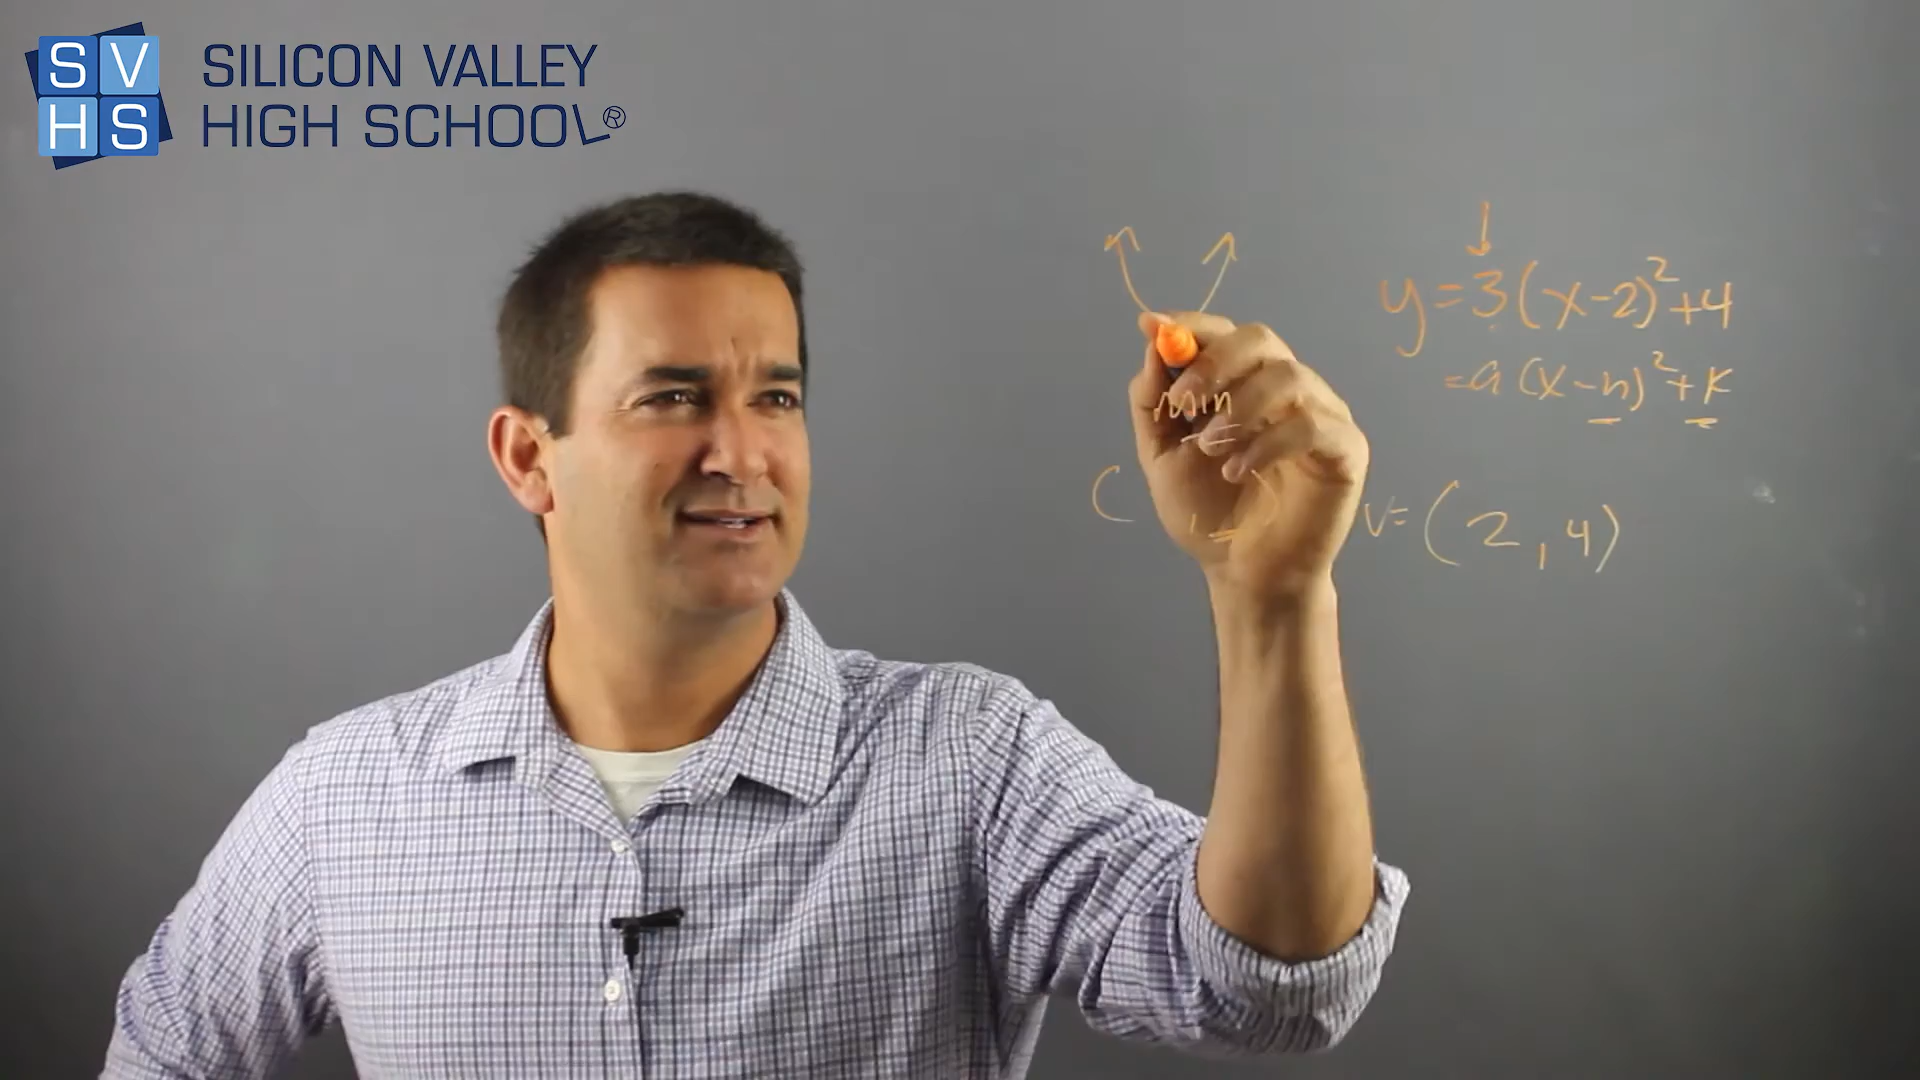 SV
HS
SILICON VALLEY
HIGH SCHOOL®
y=3(x-2)²+4
=a(x-h)²+k
min
( , )
v=(2,4)